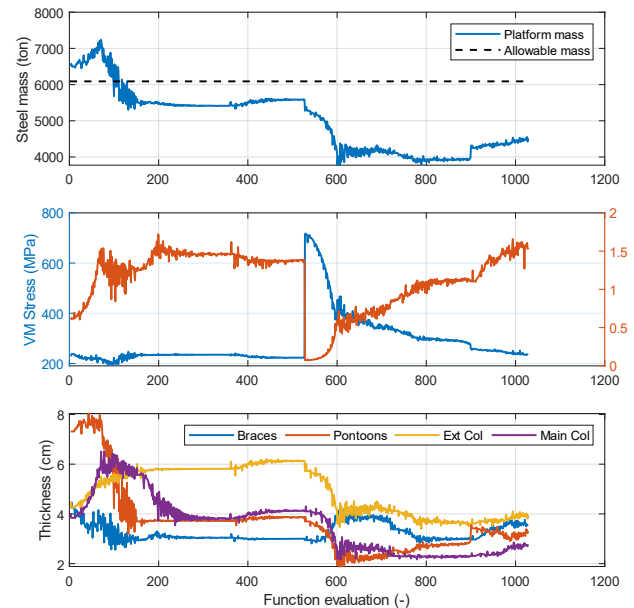 8000
7000
6000
5000
4000
Steel mass (ton)
Platform mass
Allowable mass
0 200 400 600 800 1000 1200
800
600
400
200
VM Stress (MPa)
2
1.5
1
0.5
0
0 200 400 600 800 1000 1200
8
6
4
2
Thickness (cm)
Braces Pontoons Ext Col Main Col
0 200 400 600 800 1000 1200
Function evaluation (-)